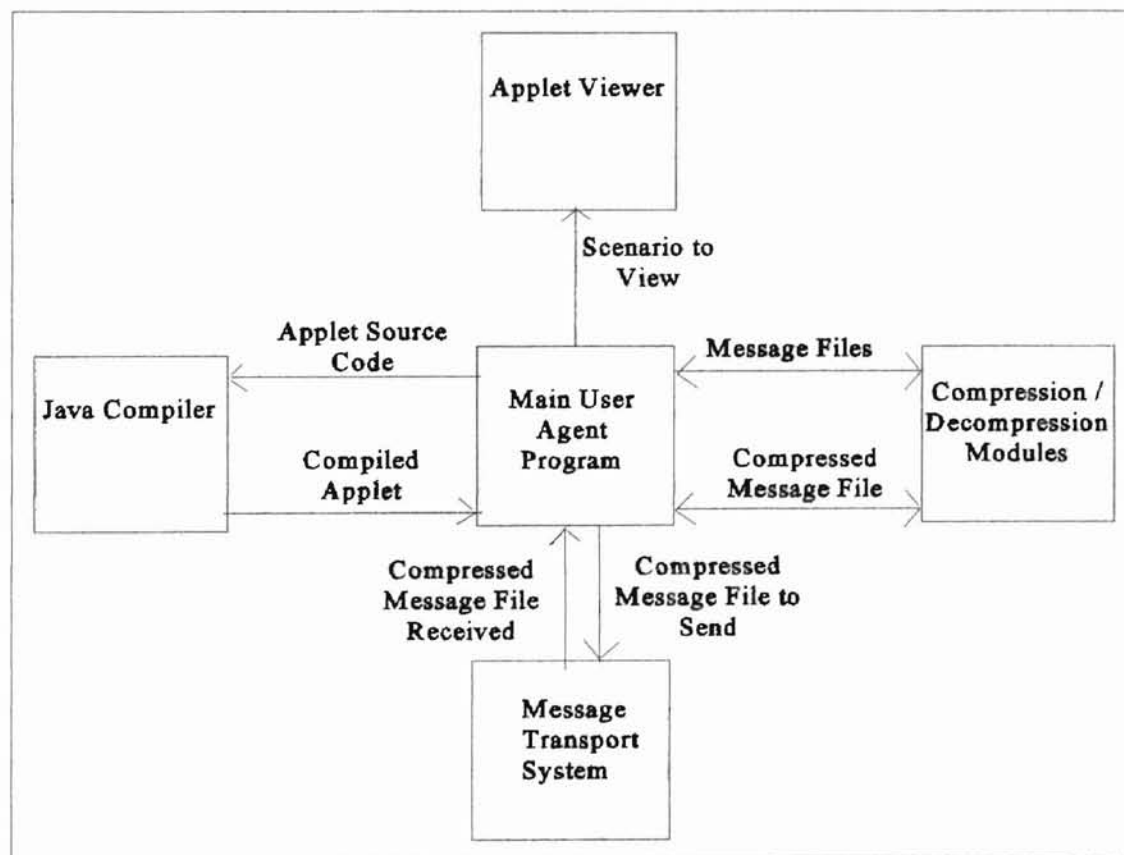 Applet Viewer
Scenario to
View
Applet Source
Code
Message Files
Java Compiler
Main User
Agent
Program
Compression /
Decompression
Modules
Compiled
Applet
Compressed
Message File
Compressed
Message File
Received
Compressed
Message File to
Send
Message
Transport
System